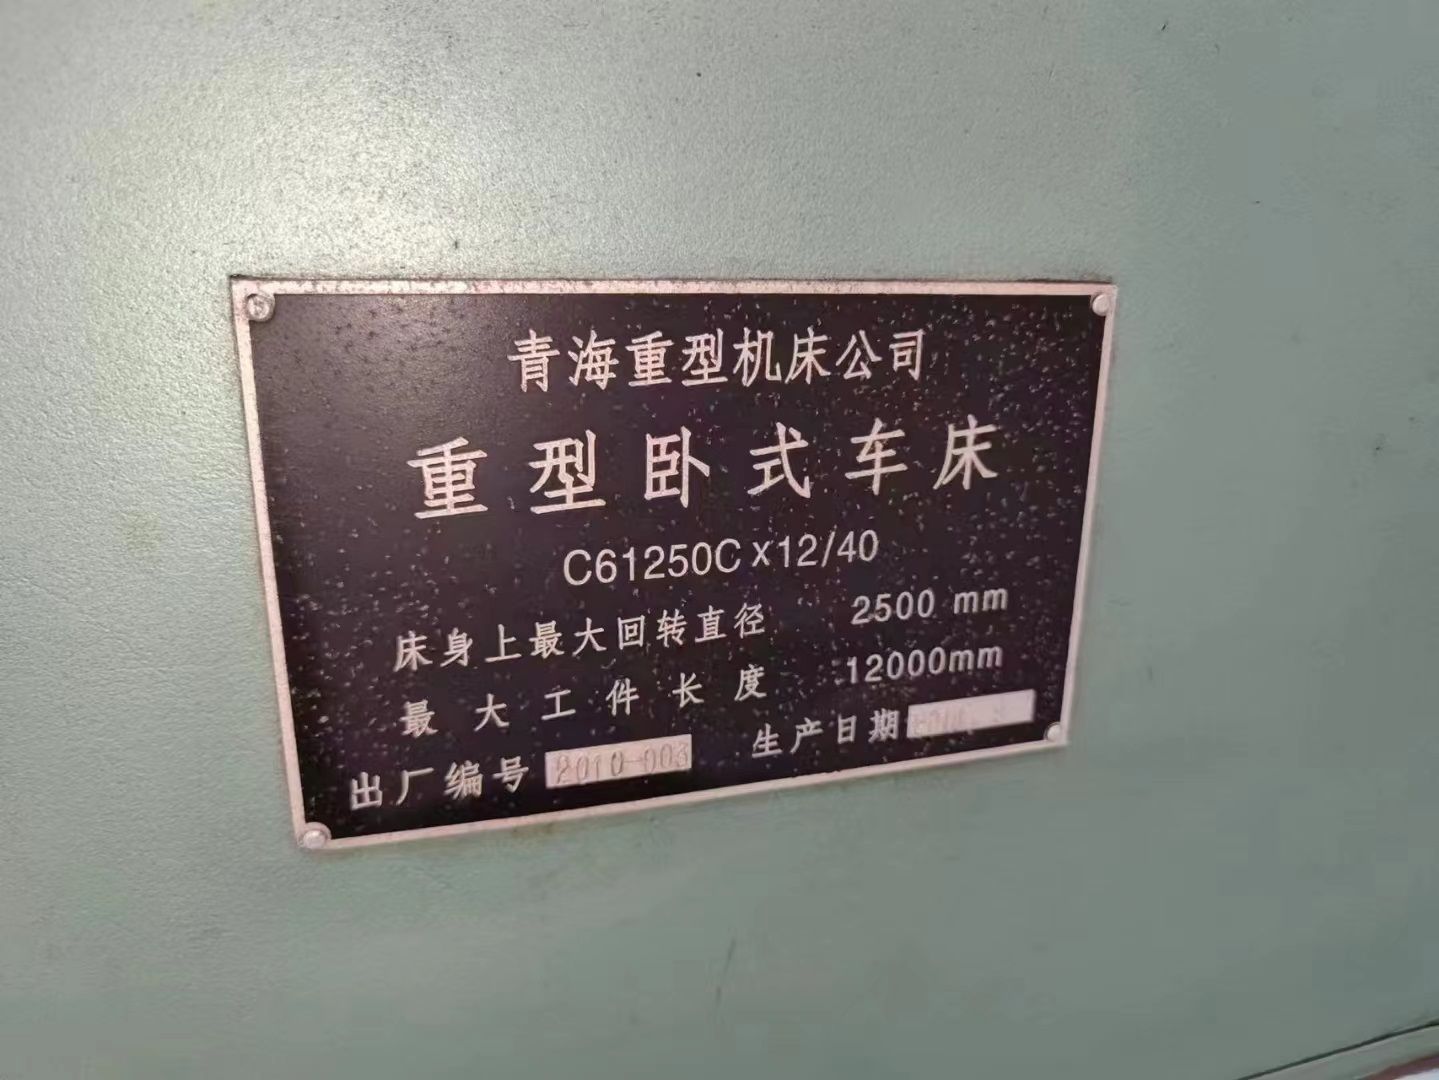 青海重型机床公司
重型卧式车床
C61250C×12/40
床身上最大回转直径 2500 mm
最大工件长度 12000mm
出厂编号 2010-003 生产日期